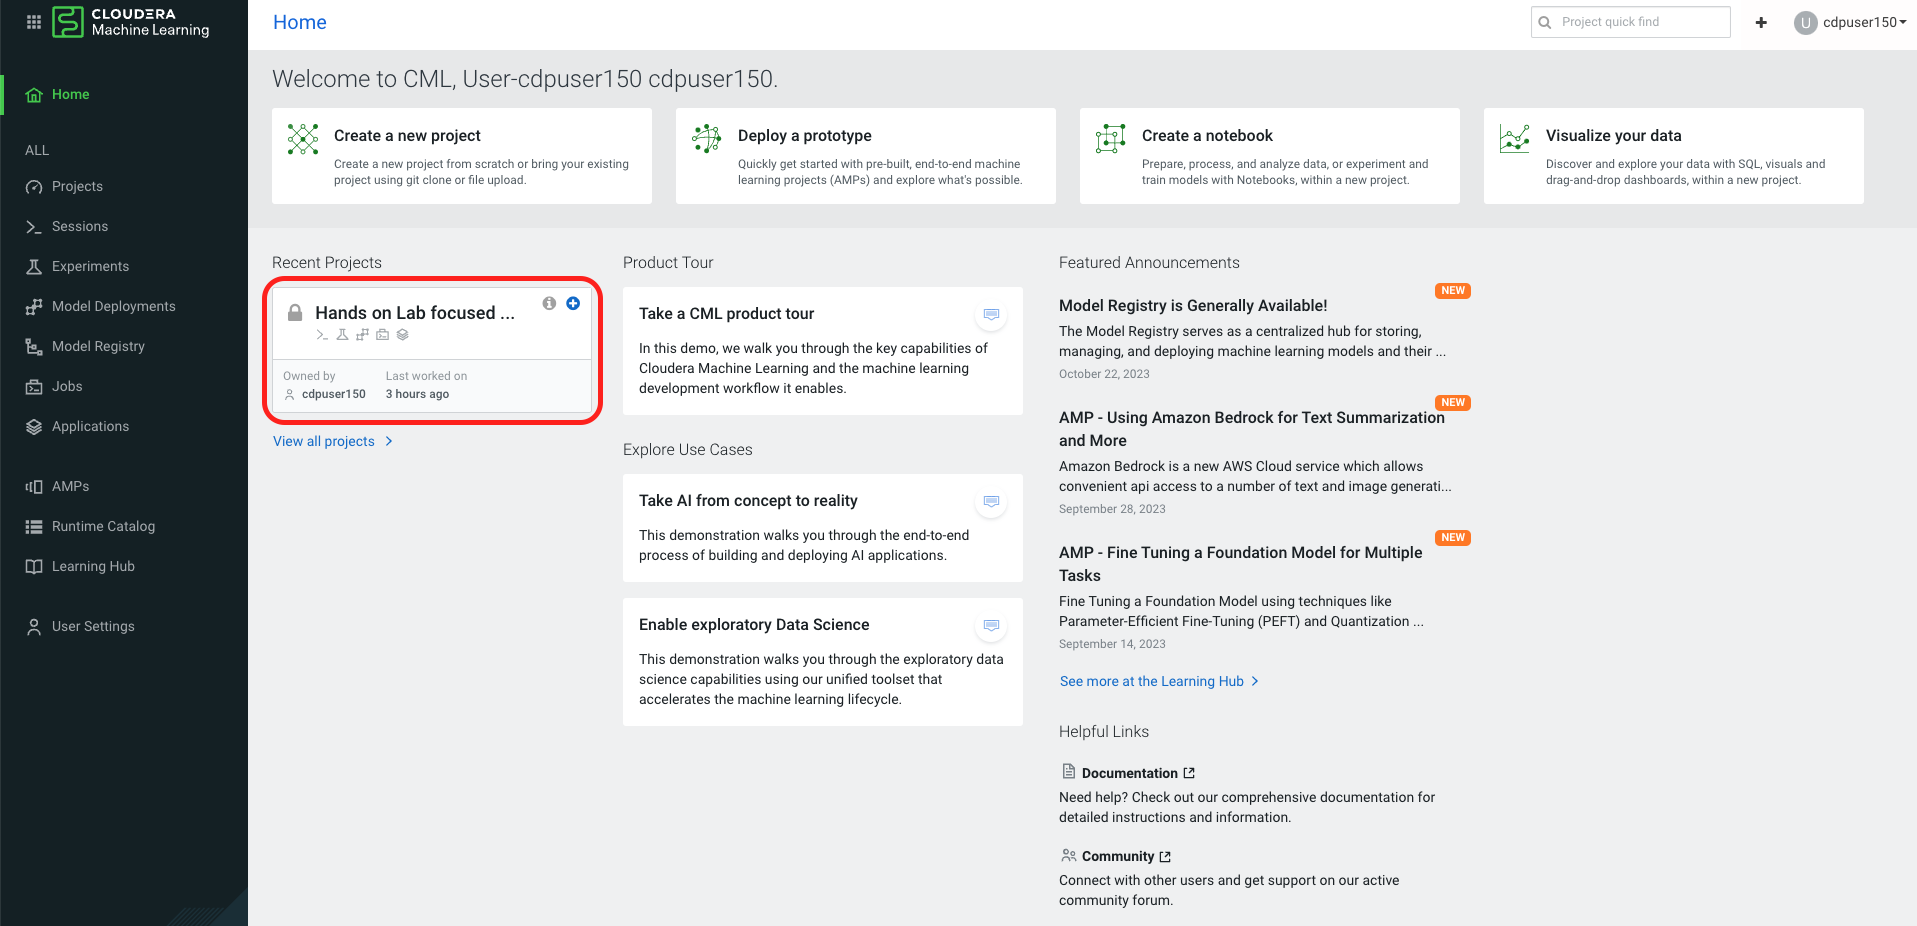 CLOUDERA
Machine Learning
Home
Project quick find
U
cdpuser150
Home
ALL
Projects
Sessions
Experiments
Model Deployments
Model Registry
Jobs
Applications
AMPs
Runtime Catalog
Learning Hub
User Settings
Welcome to CML, User-cdpuser150 cdpuser150.
Create a new project
Create a new project from scratch or bring your existing
project using git clone or file upload.
Deploy a prototype
Quickly get started with pre-built, end-to-end machine
learning projects (AMPs) and explore what's possible.
Create a notebook
Prepare, process, and analyze data, or experiment and
train models with Notebooks, within a new project.
Visualize your data
Discover and explore your data with SQL, visuals and
drag-and-drop dashboards, within a new project.
Recent Projects
Hands on Lab focused ...
Owned by
cdpuser150
Last worked on
3 hours ago
View all projects
Product Tour
Take a CML product tour
In this demo, we walk you through the key capabilities of
Cloudera Machine Learning and the machine learning
development workflow it enables.
Explore Use Cases
Take AI from concept to reality
This demonstration walks you through the end-to-end
process of building and deploying AI applications.
Enable exploratory Data Science
This demonstration walks you through the exploratory data
science capabilities using our unified toolset that
accelerates the machine learning lifecycle.
Featured Announcements
NEW
Model Registry is Generally Available!
The Model Registry serves as a centralized hub for storing,
managing, and deploying machine learning models and their ...
October 22, 2023
NEW
AMP - Using Amazon Bedrock for Text Summarization
and More
Amazon Bedrock is a new AWS Cloud service which allows
convenient api access to a number of text and image generati...
September 28, 2023
NEW
AMP - Fine Tuning a Foundation Model for Multiple
Tasks
Fine Tuning a Foundation Model using techniques like
Parameter-Efficient Fine-Tuning (PEFT) and Quantization ...
September 14, 2023
See more at the Learning Hub
Helpful Links
Documentation
Need help? Check out our comprehensive documentation for
detailed instructions and information.
Community
Connect with other users and get support on our active
community forum.